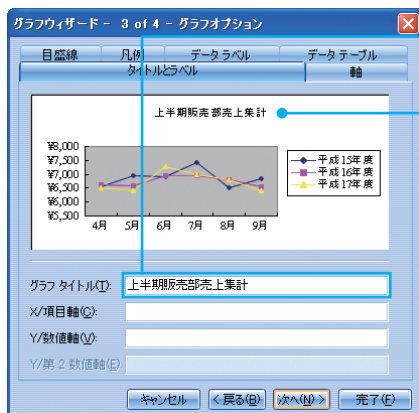 グラフウィザード - 3 of 4 - グラフオプション
目盛線 凡例 データ ラベル データ テーブル
タイトルとラベル 軸
上半期販売部売上集計
¥8,000
¥7,500
¥7,000
¥6,500
¥6,000
¥5,500
4月 5月 6月 7月 8月 9月
平成15年度
平成16年度
平成17年度
グラフ タイトル(T): 上半期販売部売上集計
X/項目軸(C):
Y/数値軸(V):
Y/第 2 数値軸(E):
キャンセル < 戻る(B) 次へ(N) > 完了(F)